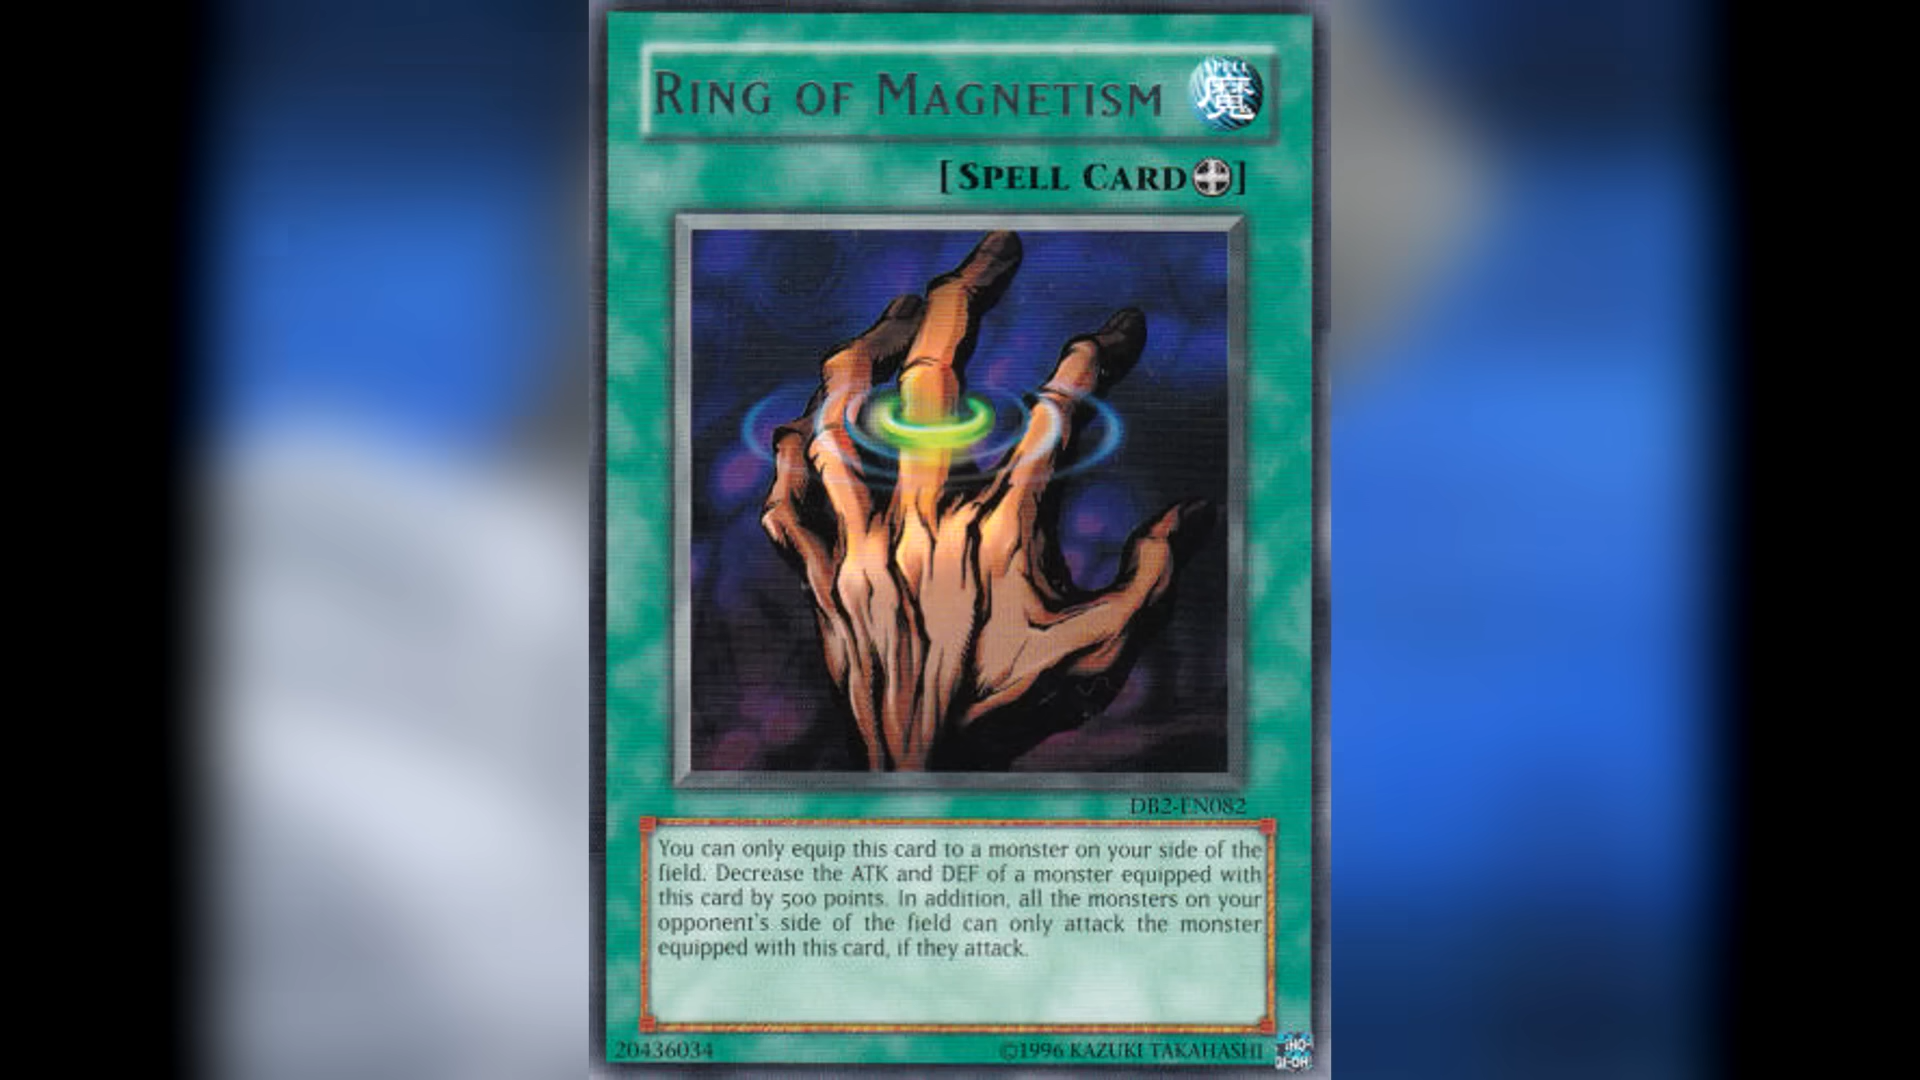 RING OF MAGNETISM
SPELL
魔
[SPELL CARD]
DB2-EN082
You can only equip this card to a monster on your side of the
field. Decrease the ATK and DEF of a monster equipped with
this card by 500 points. In addition, all the monsters on your
opponent's side of the field can only attack the monster
equipped with this card, if they attack.
20436034
©1996 KAZUKI TAKAHASHI